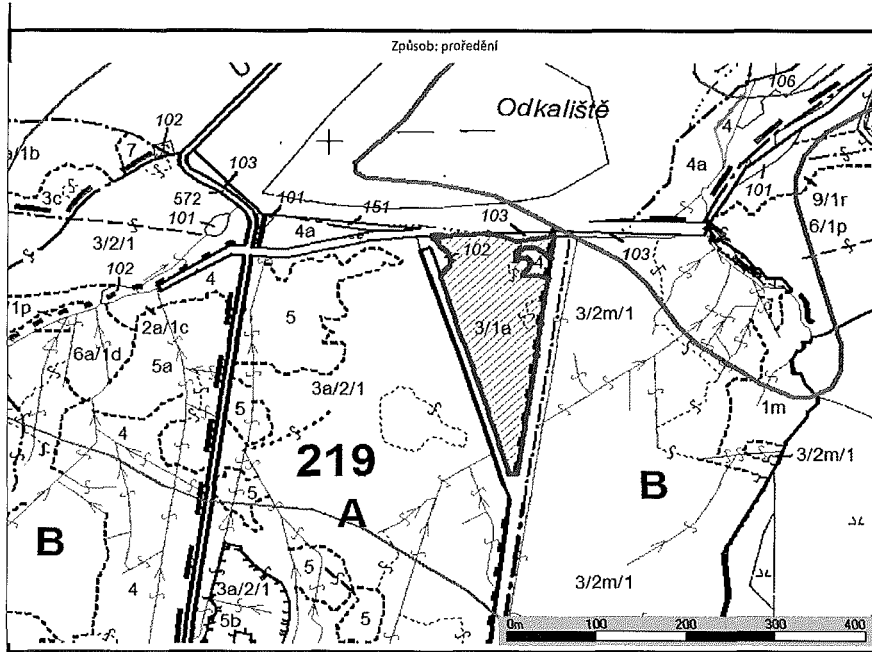 Způsob: proředění
Odkaliště
106
102
7
4
a/1b
103
4a
101
9/1r
3c
572
101
151
103
6/1p
101
4a
3/2/1
102
103
102
4
4
3/2m/1
/1p
2a/1c
5
3/1a
6a/1d
5a
3a/2/1
5
1m
4
219
3/2m/1
5
A
B
B
3/2m/1
4
3a/2/1
5
5b
5
0m 100 200 300 400